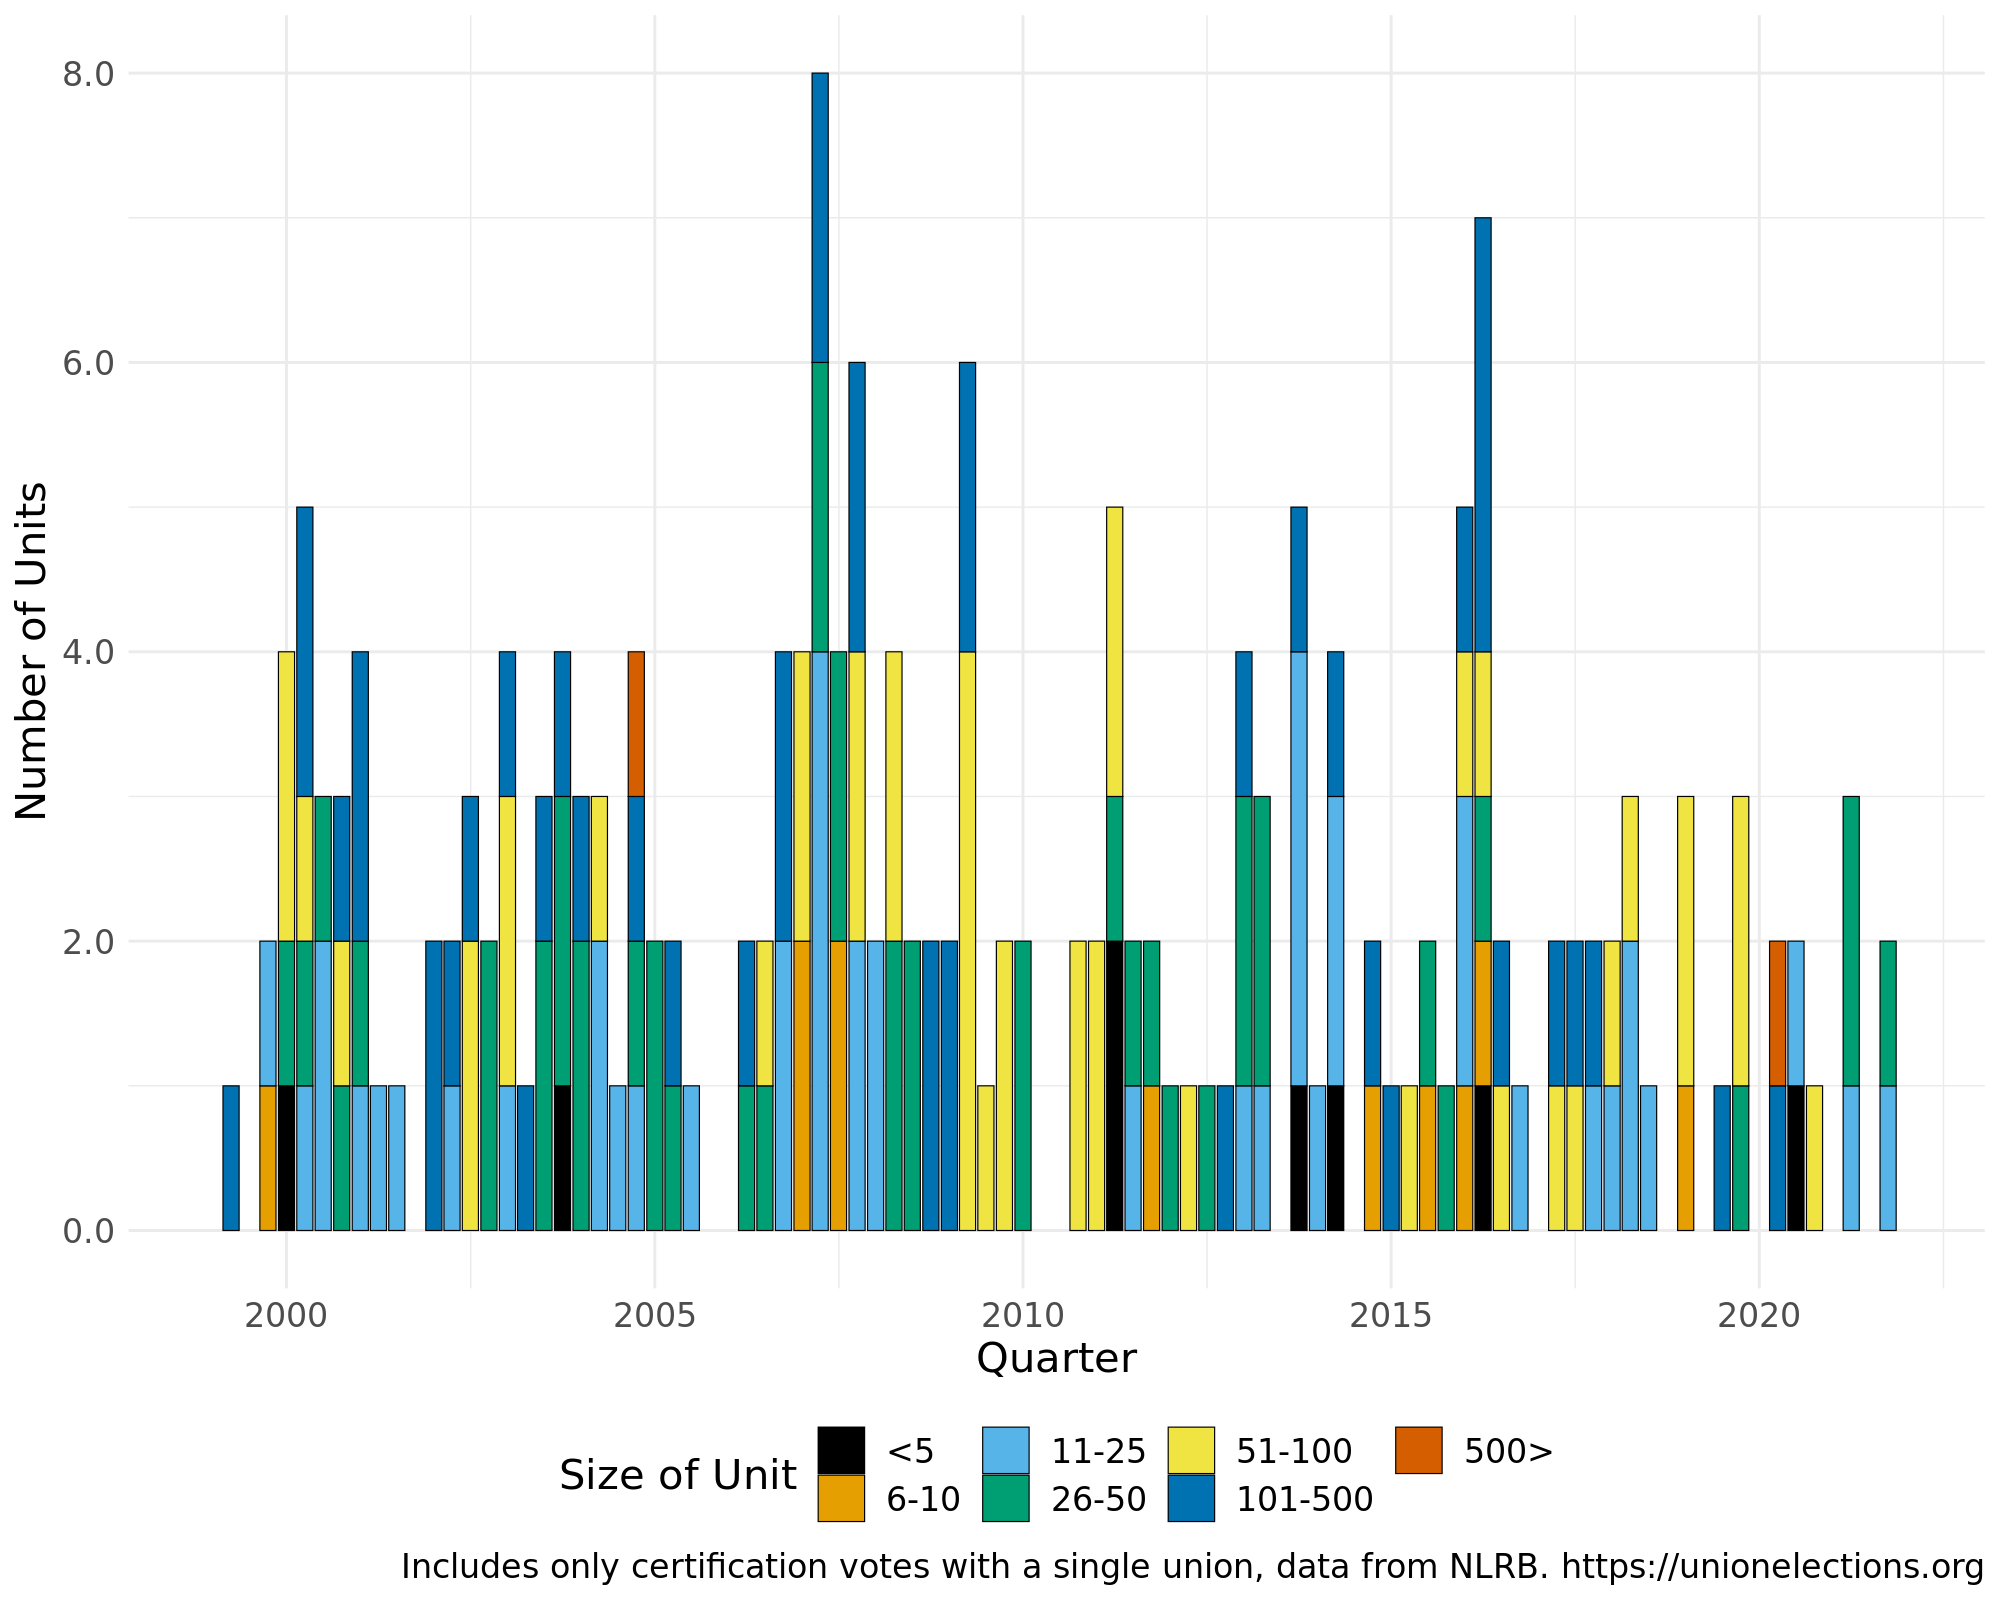 8.0
6.0
4.0
2.0
0.0
Number of Units
2000 2005 2010 2015 2020
Quarter
Size of Unit
<5 11-25 51-100 500>
6-10 26-50 101-500
Includes only certification votes with a single union, data from NLRB. https://unionelections.org